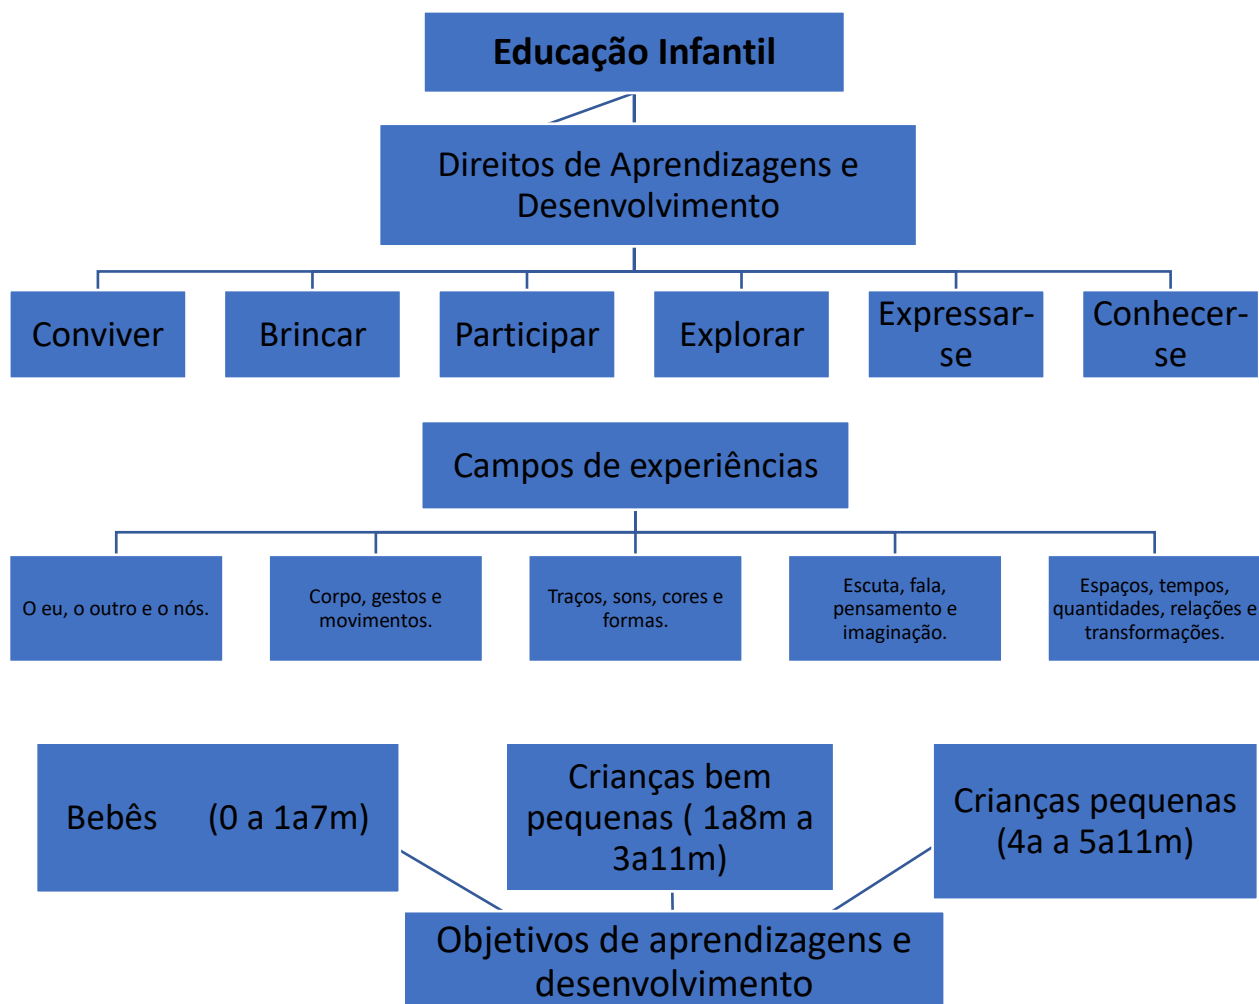 Educação Infantil
Direitos de Aprendizagens e
Desenvolvimento
Conviver
Brincar
Participar
Explorar
Expressar-
se
Conhecer-
se
Campos de experiências
O eu, o outro e o nós.
Corpo, gestos e
movimentos.
Traços, sons, cores e
formas.
Escuta, fala,
pensamento e
imaginação.
Espaços, tempos,
quantidades, relações e
transformações.
Bebês (0 a 1a7m)
Crianças bem
pequenas ( 1a8m a
3a11m)
Crianças pequenas
(4a a 5a11m)
Objetivos de aprendizagens e
desenvolvimento